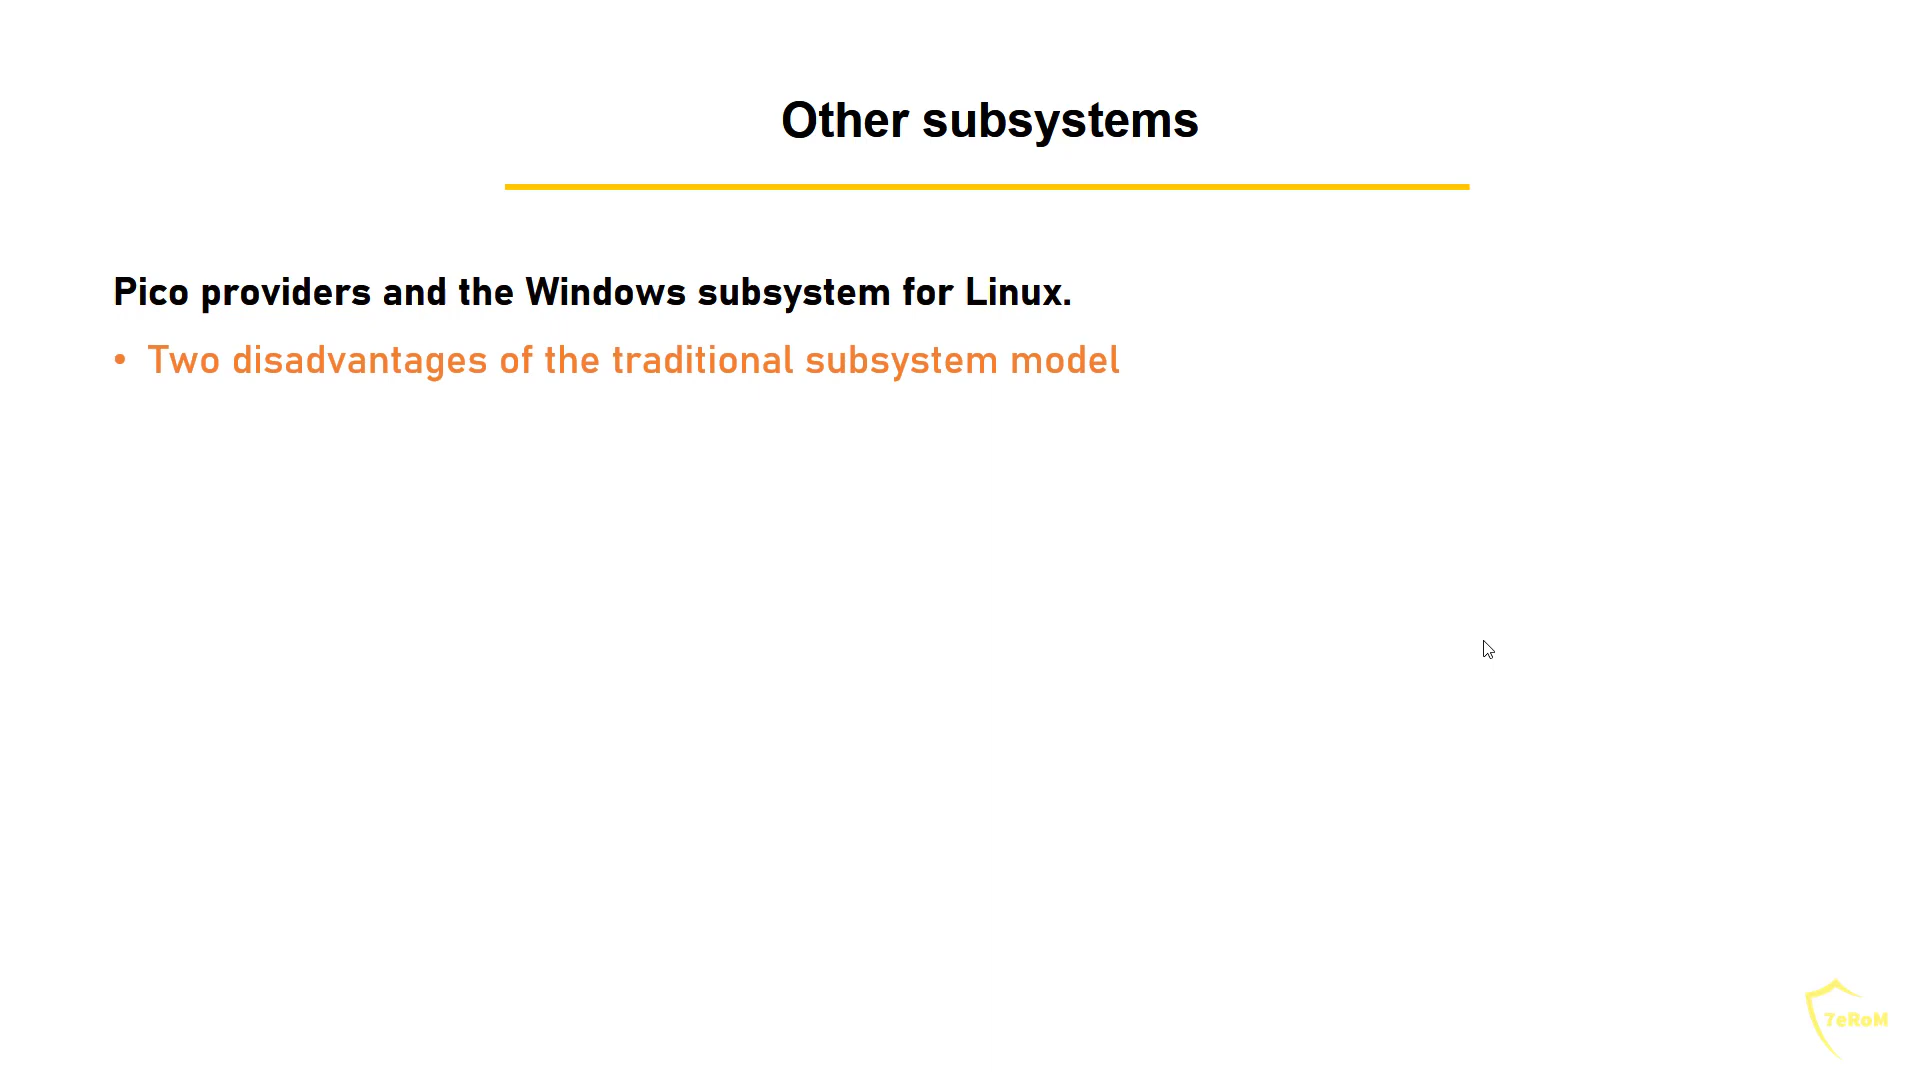 Other subsystems
Pico providers and the Windows subsystem for Linux.
• Two disadvantages of the traditional subsystem model
7eRoM